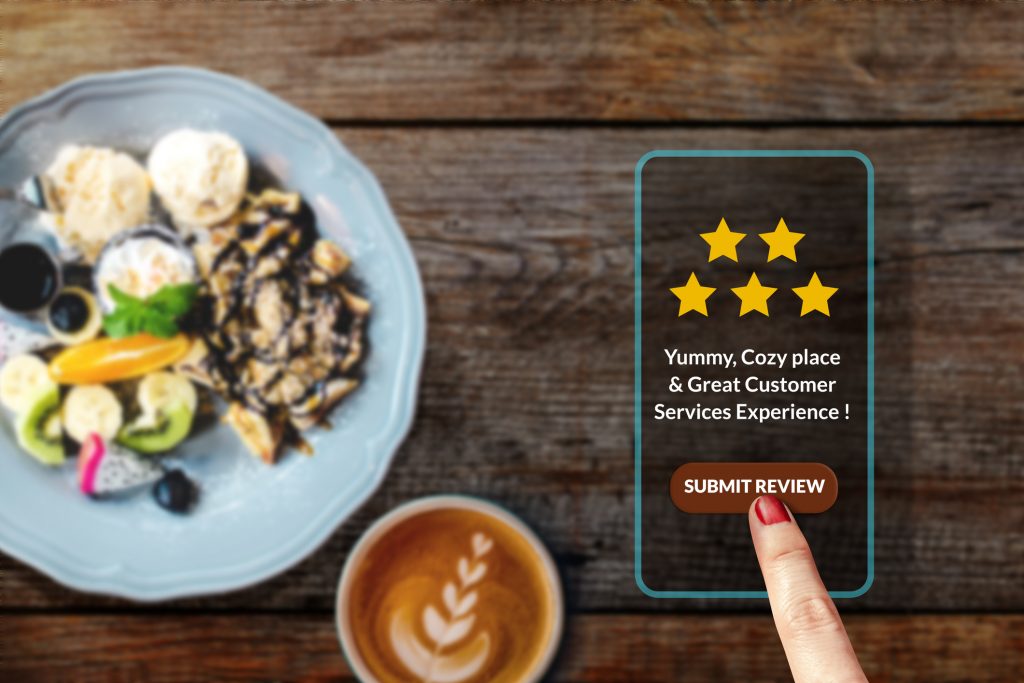 Yummy, Cozy place
& Great Customer
Services Experience !
SUBMIT REVIEW